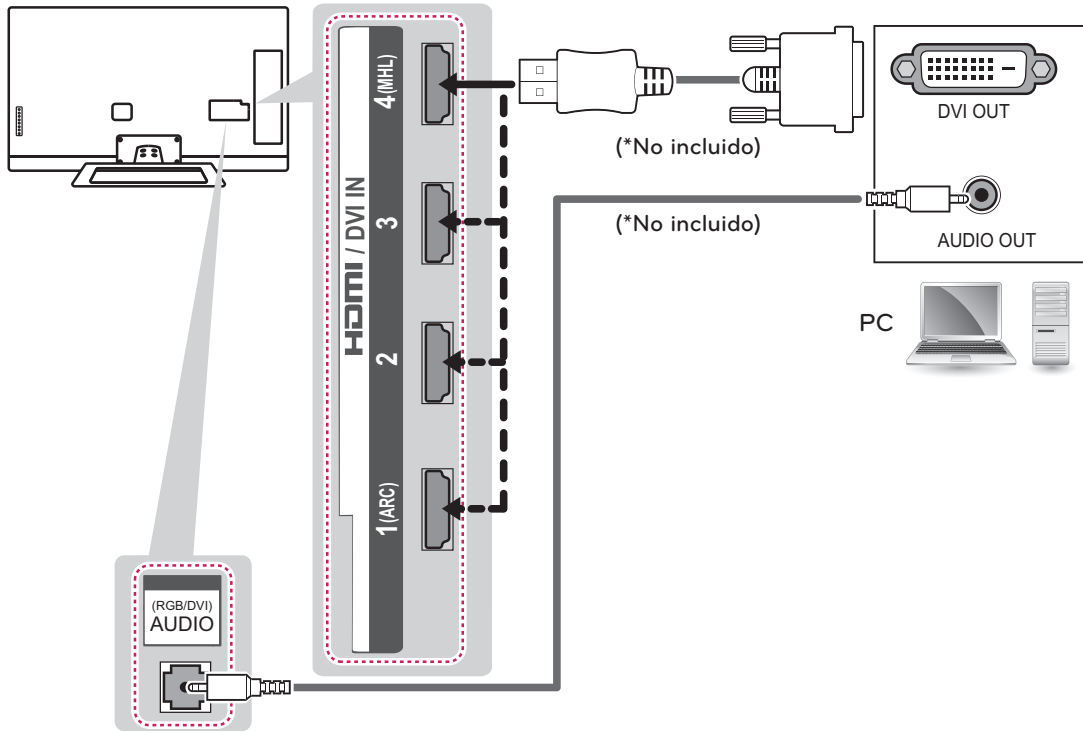 HDMI / DVI IN
4(MHL)
3
2
1(ARC)
(*No incluido)
(*No incluido)
DVI OUT
AUDIO OUT
PC
(RGB/DVI)
AUDIO